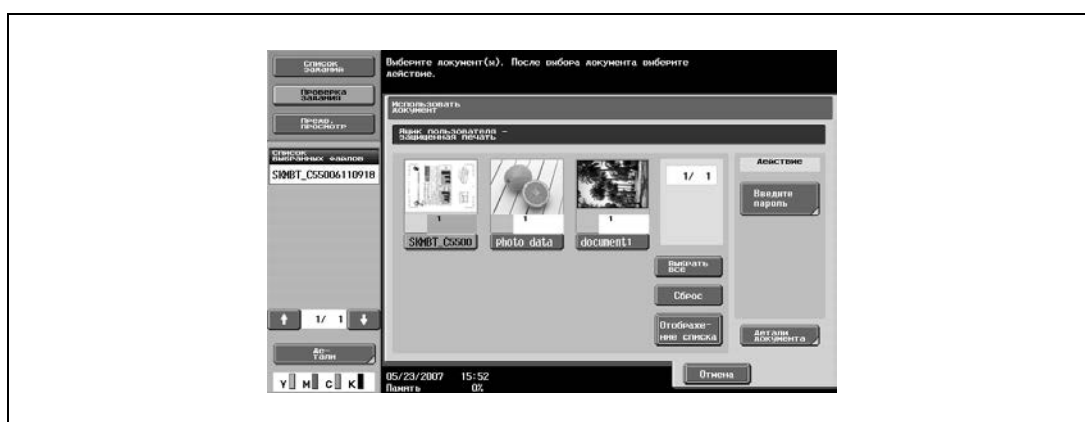 Список
задания
Проверка
задания
Пред.
просмотр
Список
выбранных файлов
SKMBT_C55006110918
1/ 1
Де-
тали
Y M C K
Выберите документ(ы). После выбора документа выберите
действие.
Использовать
документ
Ящик пользователя -
защищенная печать
1
SKMBT_C5500
1
photo data
1
document1
1/ 1
Выбрать
все
Сброс
Отображе-
ние списка
Действие
Введите
пароль
Детали
документа
05/23/2007 15:52
Память 0%
Отмена